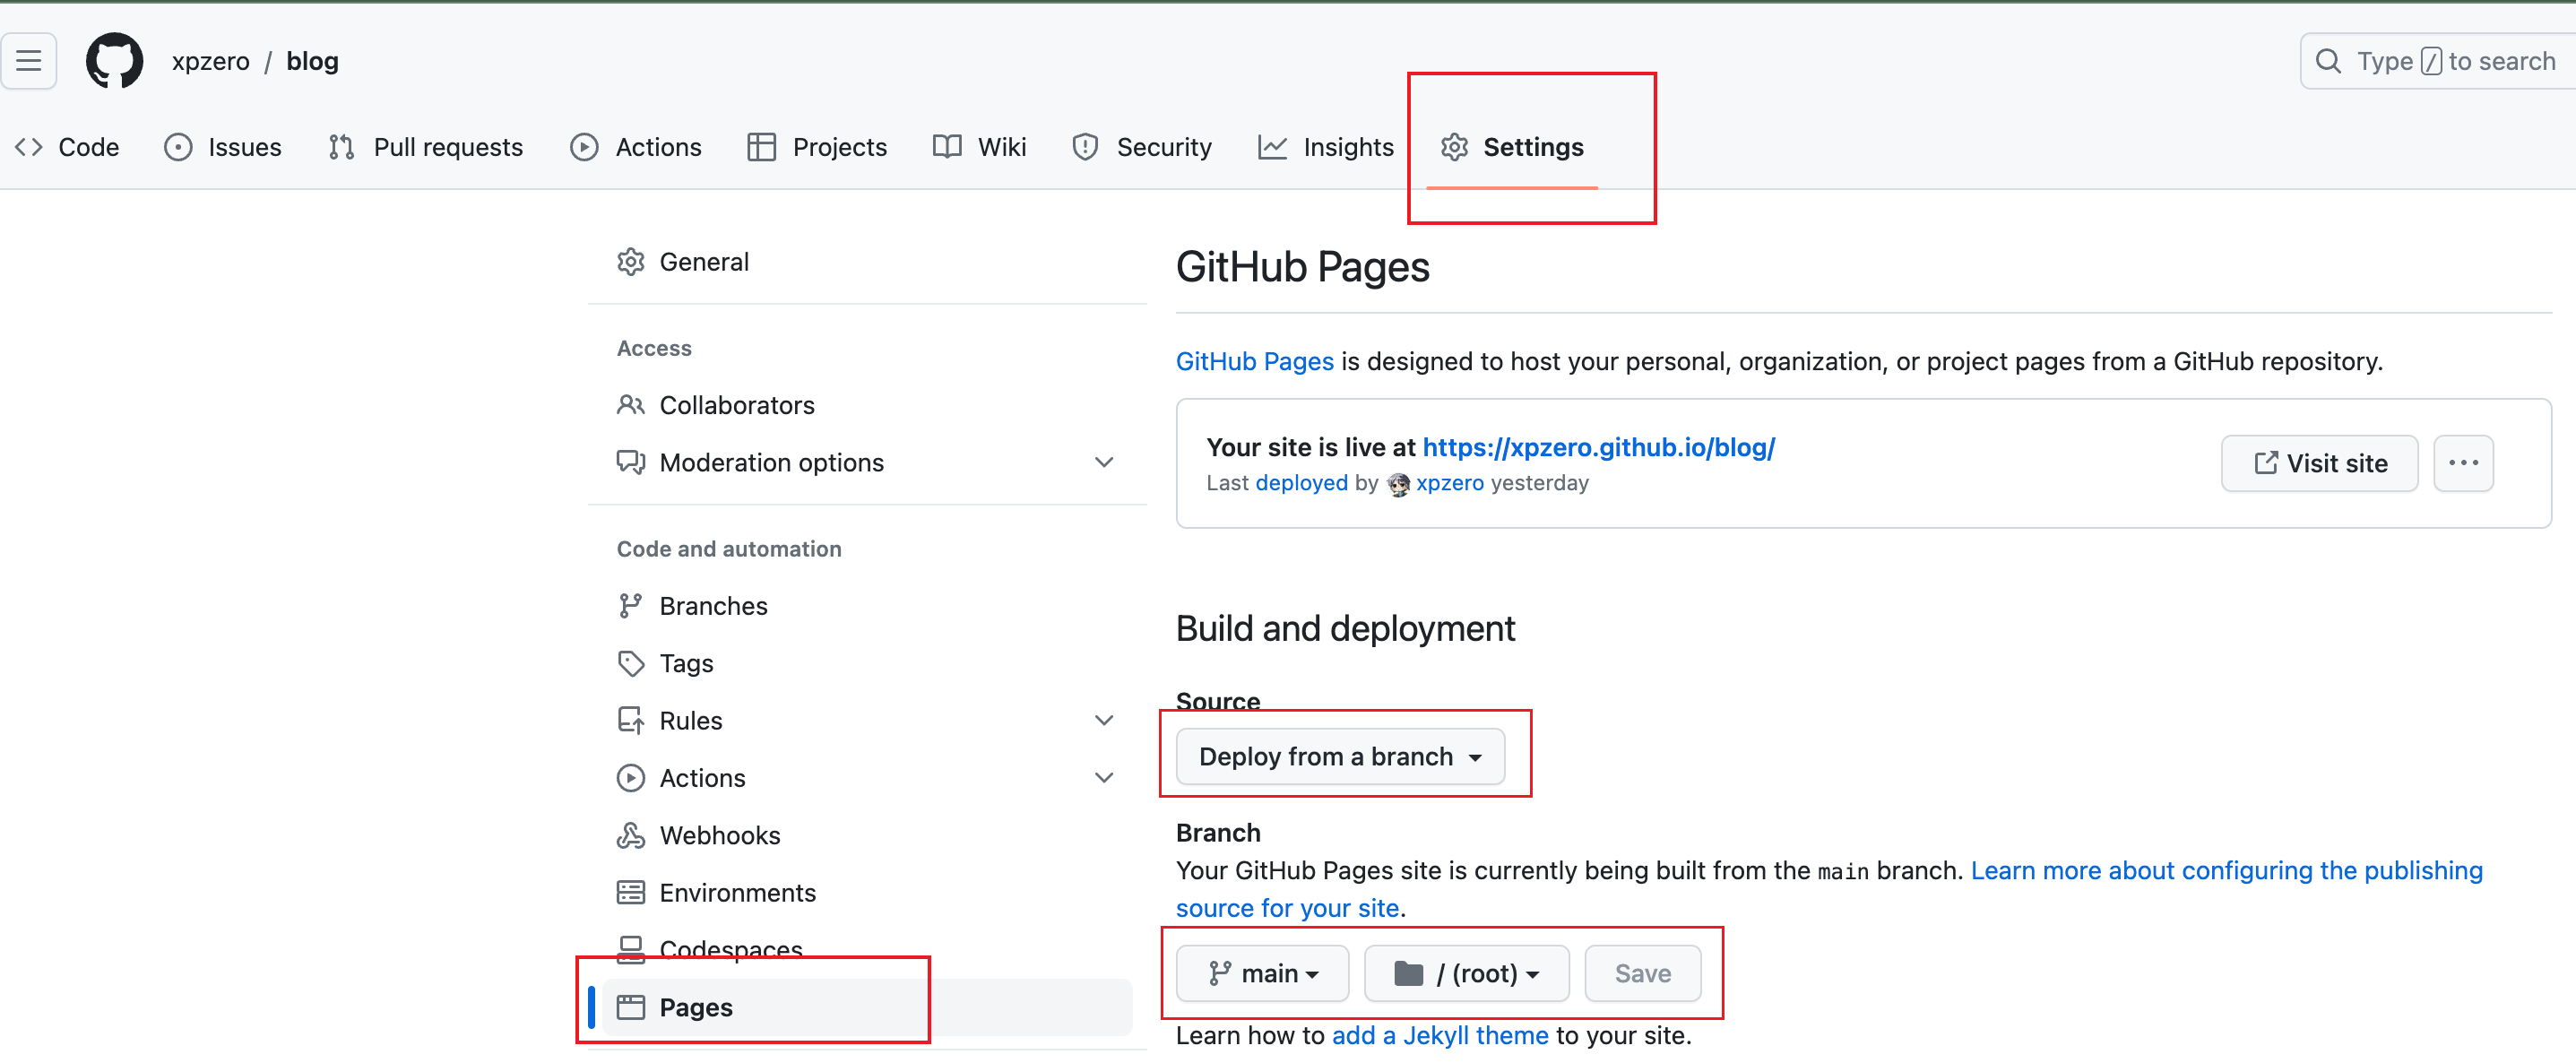 xpzero / blog
Type / to search
Code Issues Pull requests Actions Projects Wiki Security Insights Settings
General
Access
Collaborators
Moderation options
Code and automation
Branches
Tags
Rules
Actions
Webhooks
Environments
Codespaces
Pages
GitHub Pages
GitHub Pages is designed to host your personal, organization, or project pages from a GitHub repository.
Your site is live at https://xpzero.github.io/blog/
Last deployed by xpzero yesterday
Visit site
Build and deployment
Source
Deploy from a branch
Branch
Your GitHub Pages site is currently being built from the main branch. Learn more about configuring the publishing
source for your site.
main / (root) Save
Learn how to add a Jekyll theme to your site.